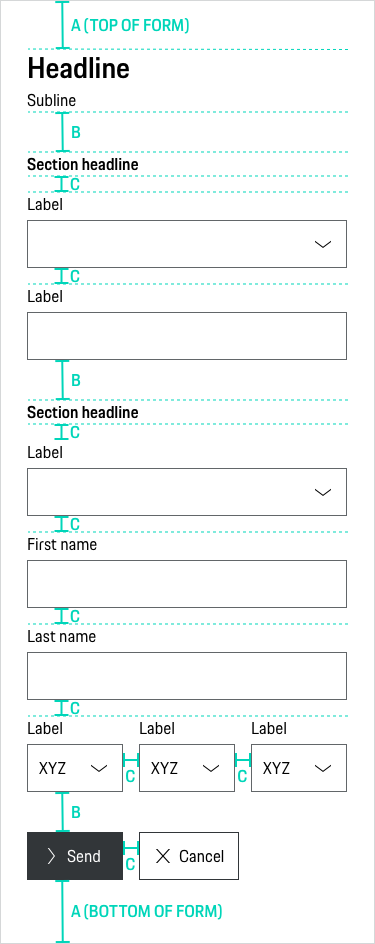 A (TOP OF FORM)
Headline
Subline
B
Section headline
C
Label
C
Label
B
Section headline
C
Label
C
First name
C
Last name
C
Label Label Label
XYZ C XYZ C XYZ
B
Send C Cancel
A (BOTTOM OF FORM)